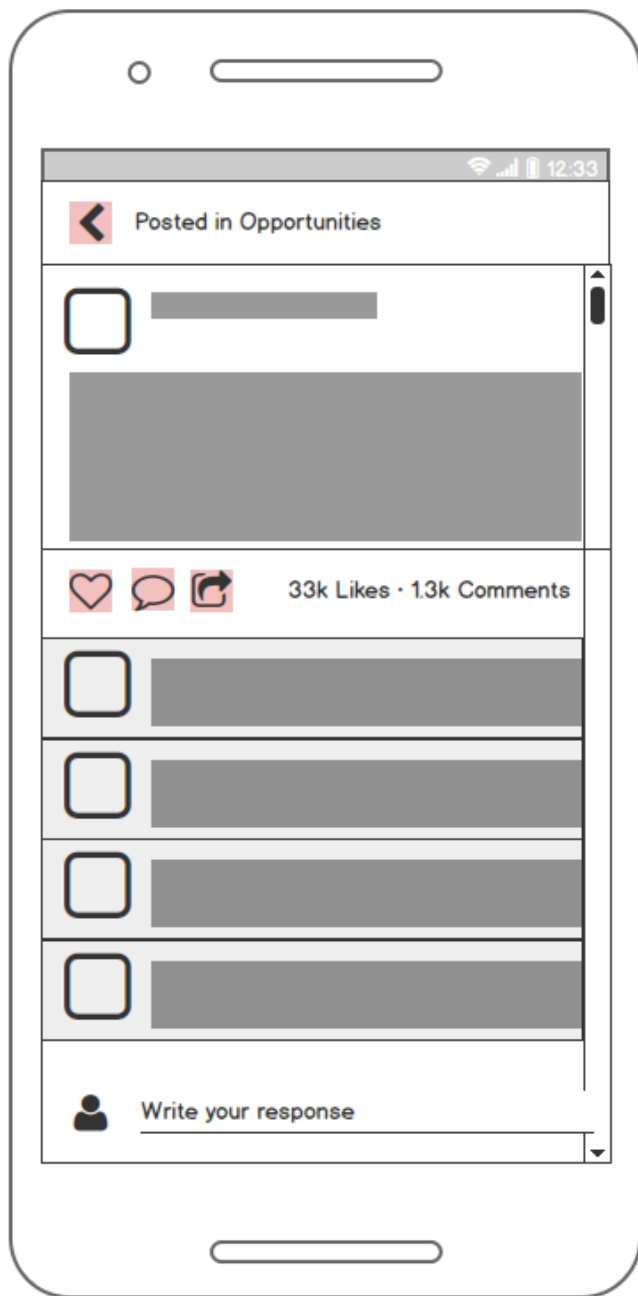 12:33
Posted in Opportunities
33k Likes · 1.3k Comments
Write your response